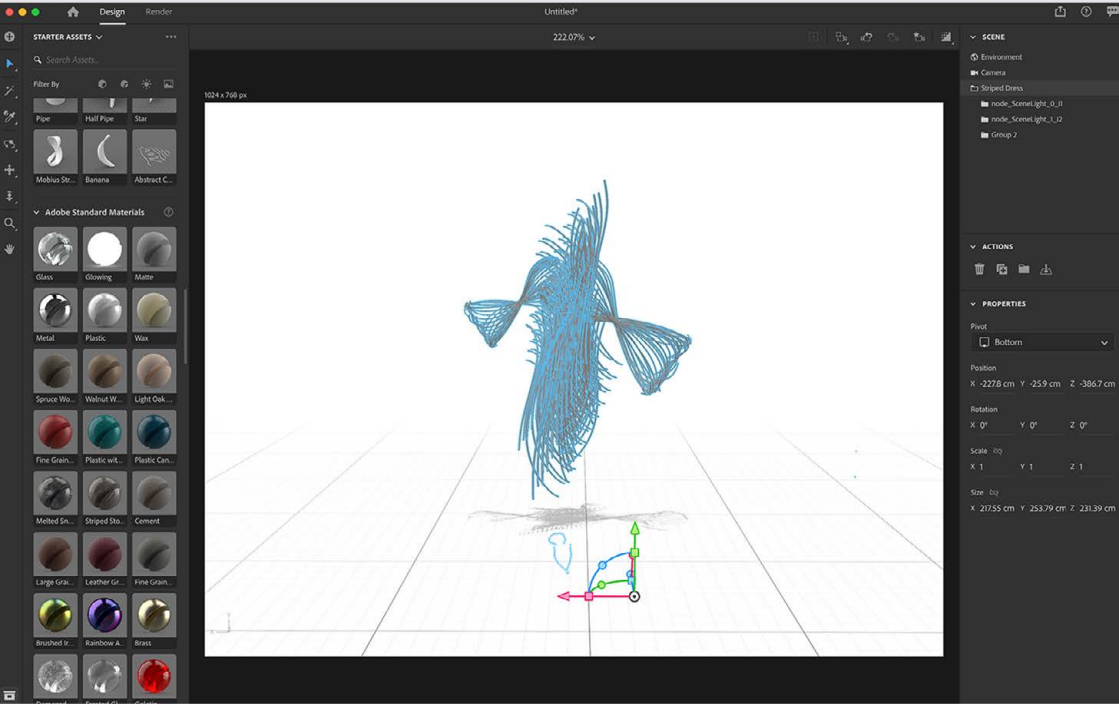 Design
Render
Untitled*
STARTER ASSETS
222.07%
Search Assets..
Filter By
1024 x 768 px
Pipe
Half Pipe
Star
Mobius Str...
Banana
Abstract C...
Adobe Standard Materials
Glass
Glowing
Matte
Metal
Plastic
Wax
Spruce Wo...
Walnut W...
Light Oak ...
Fine Grain...
Plastic wit...
Plastic Can...
Melted Sn...
Striped Sto...
Cement
Large Grai...
Leather Gr...
Fine Grain...
Brushed Ir...
Rainbow A...
Brass
SCENE
Environment
Camera
Striped Dress
node_SceneLight_0_l1
node_SceneLight_1_l2
Group 2
ACTIONS
PROPERTIES
Pivot
Bottom
Position
X -227.8 cm Y -25.9 cm Z -386.7 cm
Rotation
X 0° Y 0° Z 0°
Scale
X 1 Y 1 Z 1
Size
X 217.55 cm Y 253.79 cm Z 231.39 cm